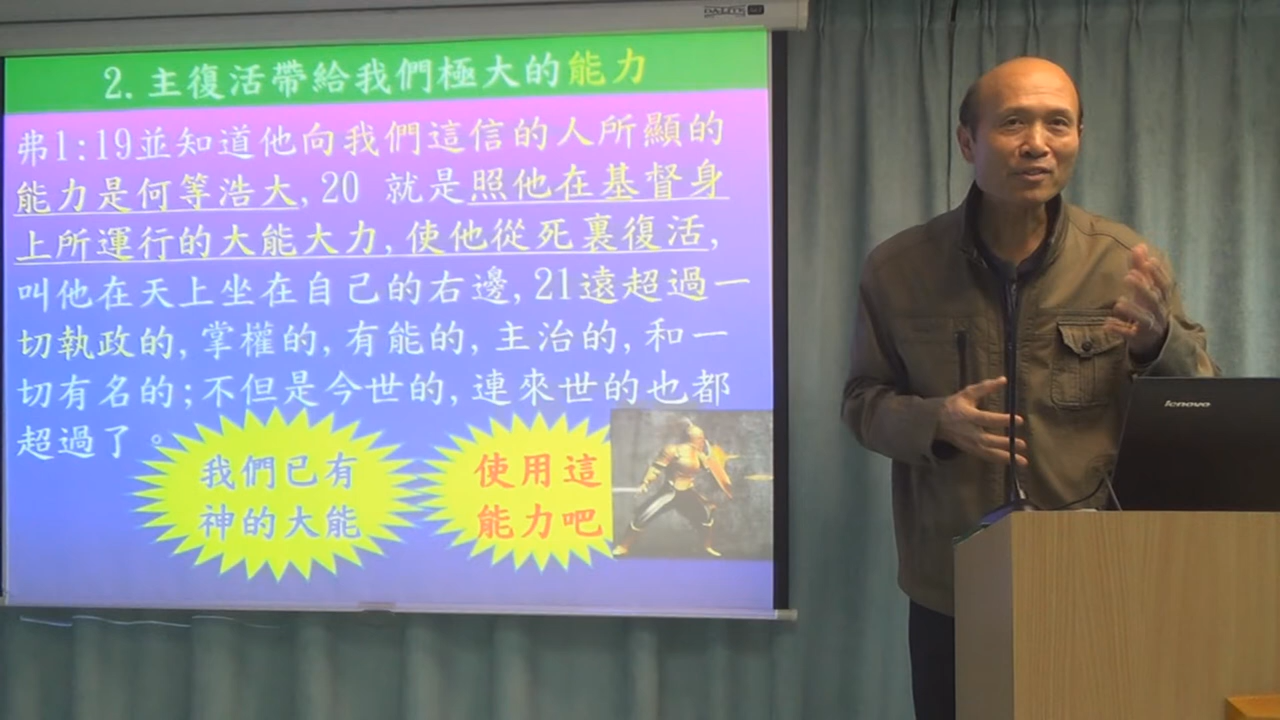 2.主復活帶給我們極大的能力
弗1:19並知道他向我們這信的人所顯的
能力是何等浩大,20 就是照他在基督身
上所運行的大能大力,使他從死裏復活,
叫他在天上坐在自己的右邊,21遠超過一
切執政的,掌權的,有能的,主治的,和一
切有名的;不但是今世的,連來世的也都
超過了。
我們已有
神的大能
使用這
能力吧
lenovo